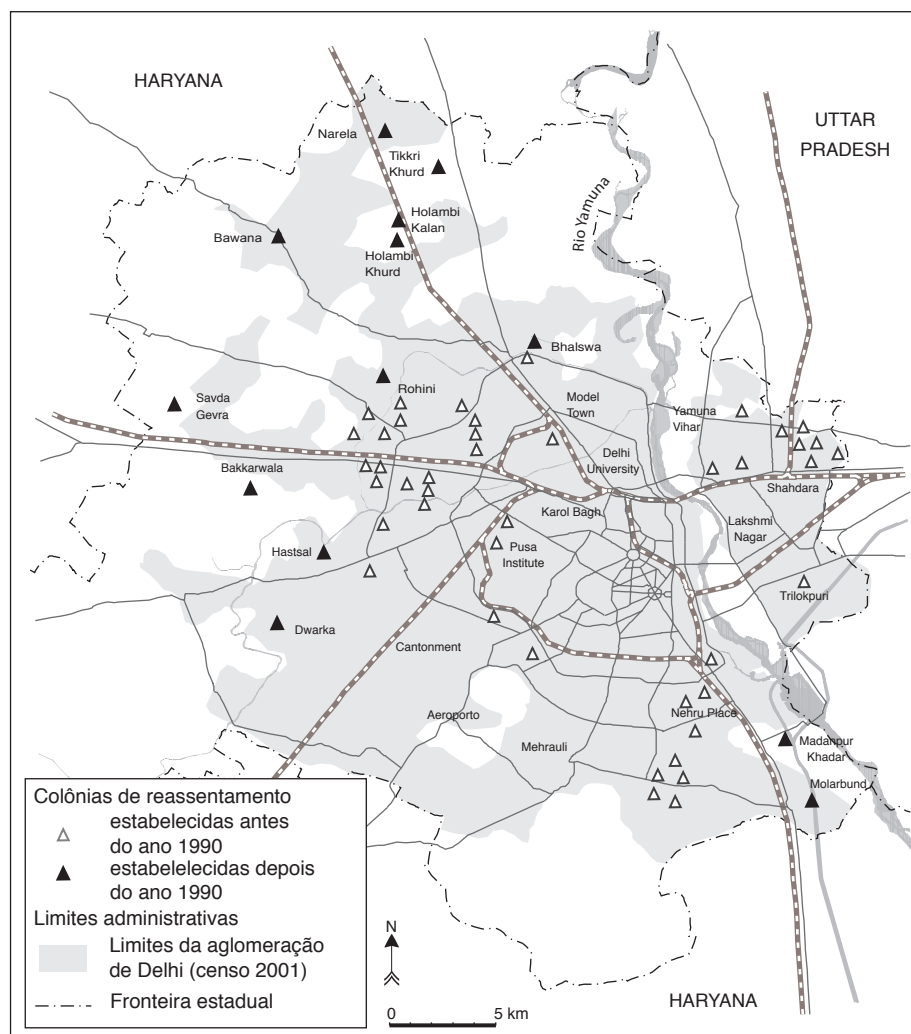 HARYANA
UTTAR
PRADESH
Narela
Tikkri
Khurd
Holambi
Kalan
Bawana
Holambi
Khurd
Rio Yamuna
Bhalswa
Savda
Gevra
Rohini
Model
Town
Yamuna
Vihar
Delhi
University
Bakkarwala
Shahdara
Karol Bagh
Lakshmi
Nagar
Hastsal
Pusa
Institute
Trilokpuri
Dwarka
Cantonment
Aeroporto
Nehru Place
Mehrauli
Madanpur
Khadar
Molarbund
Colônias de reassentamento
estabelecidas antes
do ano 1990
estabelelecidas depois
do ano 1990
Limites administrativas
Limites da aglomeração
de Delhi (censo 2001)
Fronteira estadual
N
0 5 km
HARYANA